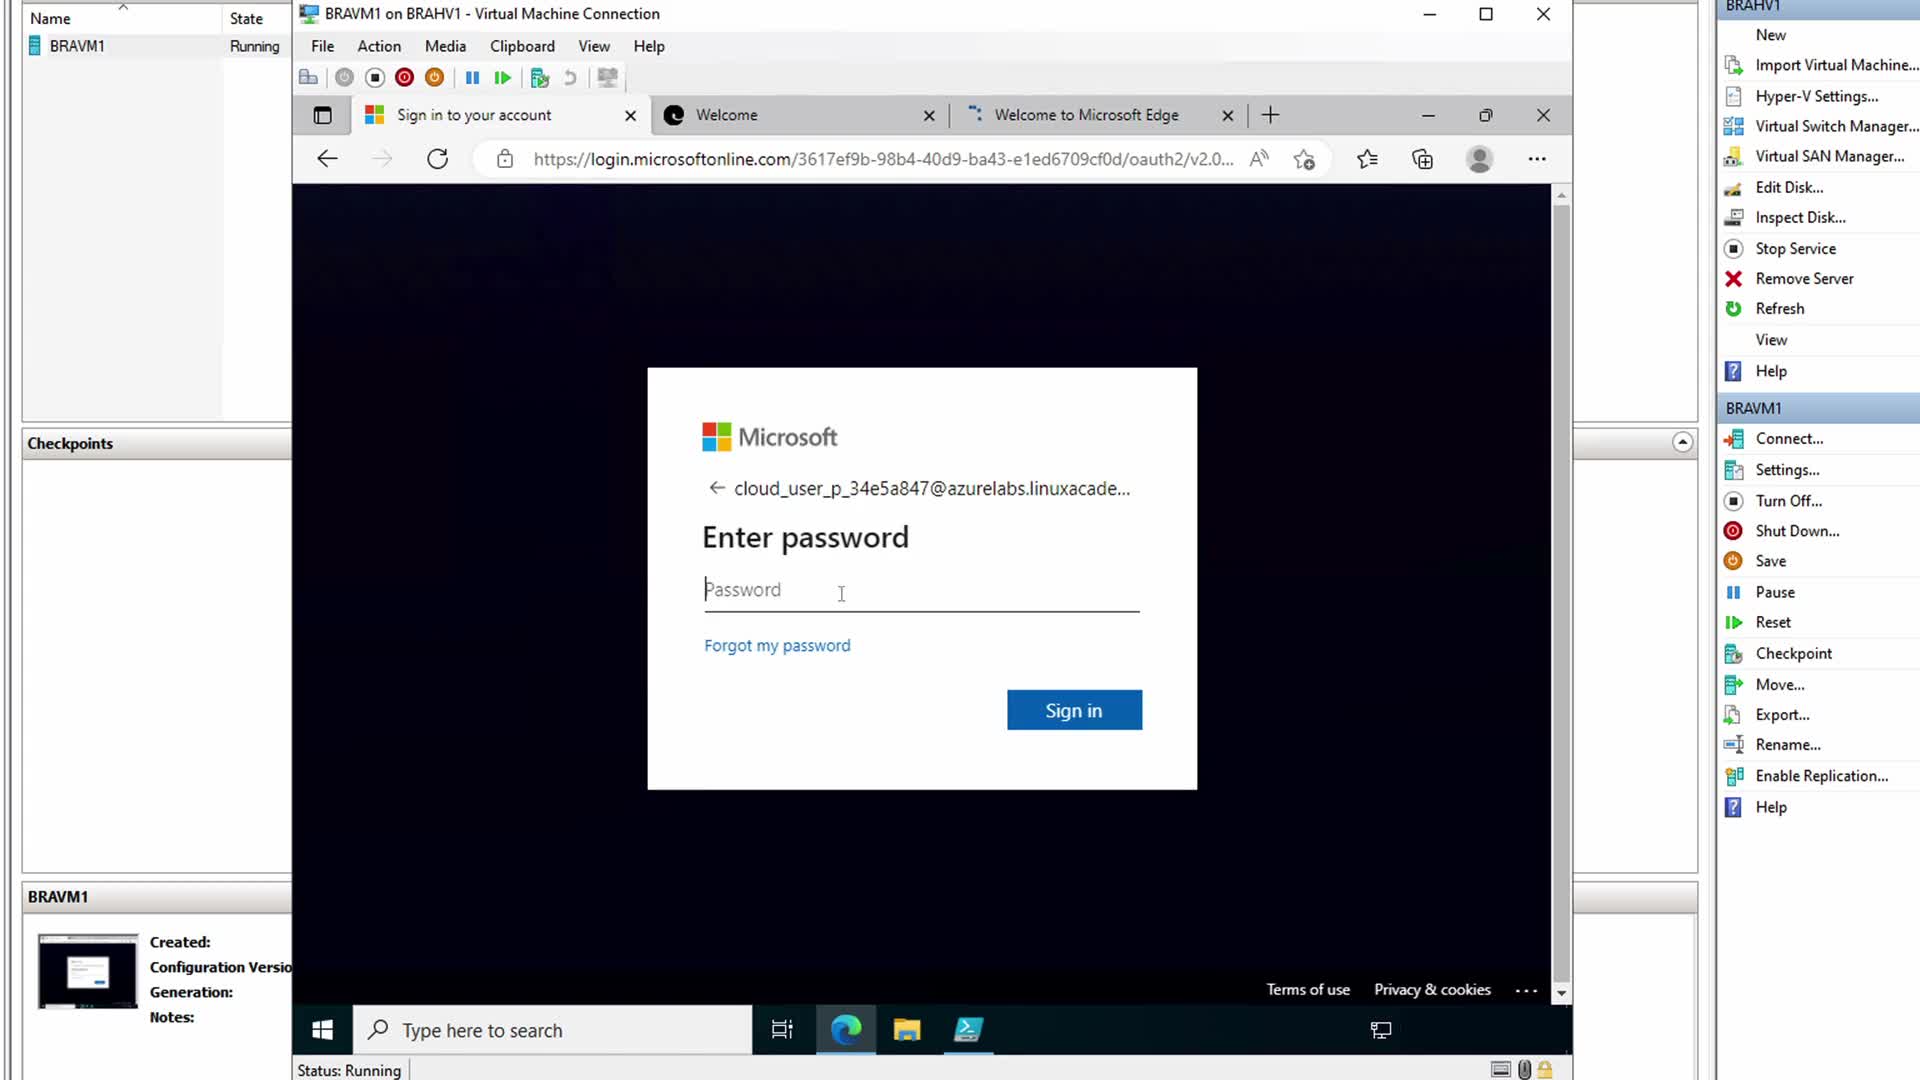 Name
State
BRAVM1
Running
Checkpoints
BRAVM1
Created:
Configuration Versio
Generation:
Notes:
BRAVM1 on BRAHV1 - Virtual Machine Connection
File Action Media Clipboard View Help
Sign in to your account
Welcome
Welcome to Microsoft Edge
https://login.microsoftonline.com/3617ef9b-98b4-40d9-ba43-e1ed6709cf0d/oauth2/v2.0...
Microsoft
cloud_user_p_34e5a847@azurelabs.linuxacade...
Enter password
Password
Forgot my password
Sign in
Terms of use Privacy & cookies ...
Type here to search
Status: Running
BRAHV1
New
Import Virtual Machine...
Hyper-V Settings...
Virtual Switch Manager...
Virtual SAN Manager...
Edit Disk...
Inspect Disk...
Stop Service
Remove Server
Refresh
View
Help
BRAVM1
Connect...
Settings...
Turn Off...
Shut Down...
Save
Pause
Reset
Checkpoint
Move...
Export...
Rename...
Enable Replication...
Help